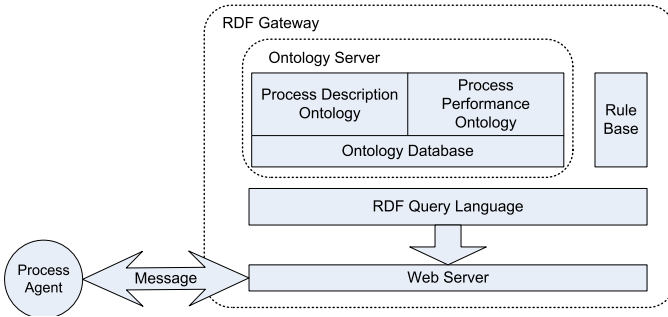 RDF Gateway
Ontology Server
Process Description
Ontology
Process
Performance
Ontology
Rule
Base
Ontology Database
RDF Query Language
Process
Agent
Message
Web Server